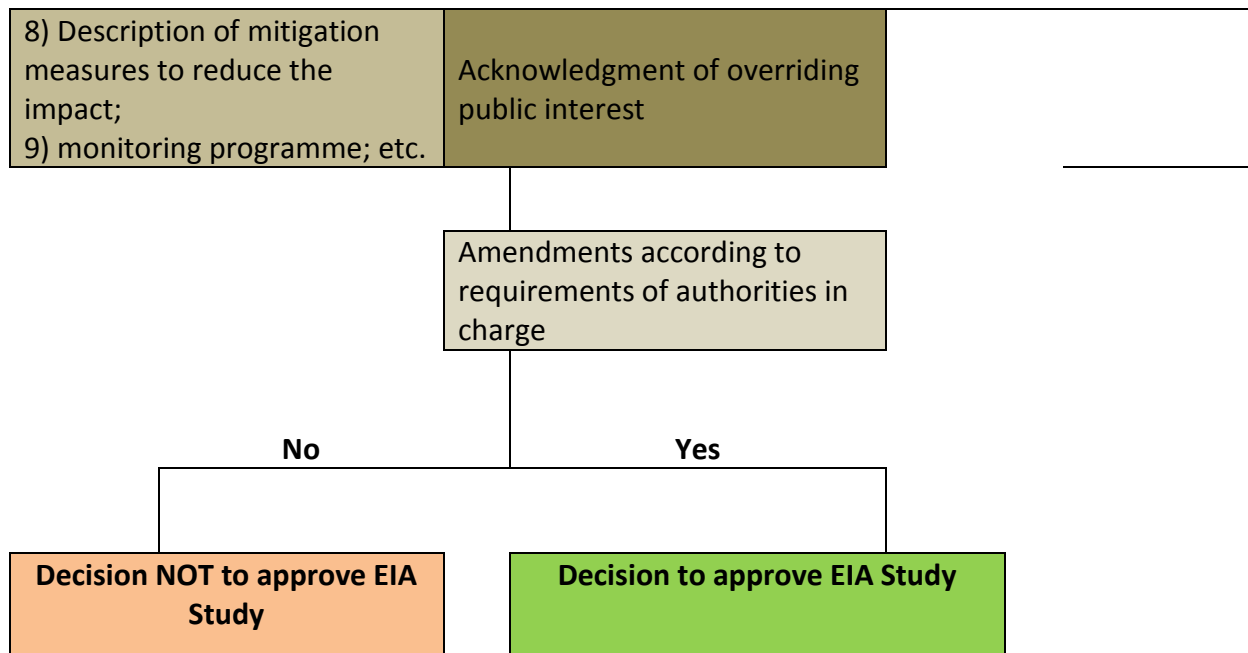 8) Description of mitigation
measures to reduce the
impact;
9) monitoring programme; etc.
Acknowledgment of overriding
public interest
Amendments according to
requirements of authorities in
charge
No
Yes
Decision NOT to approve EIA
Study
Decision to approve EIA Study